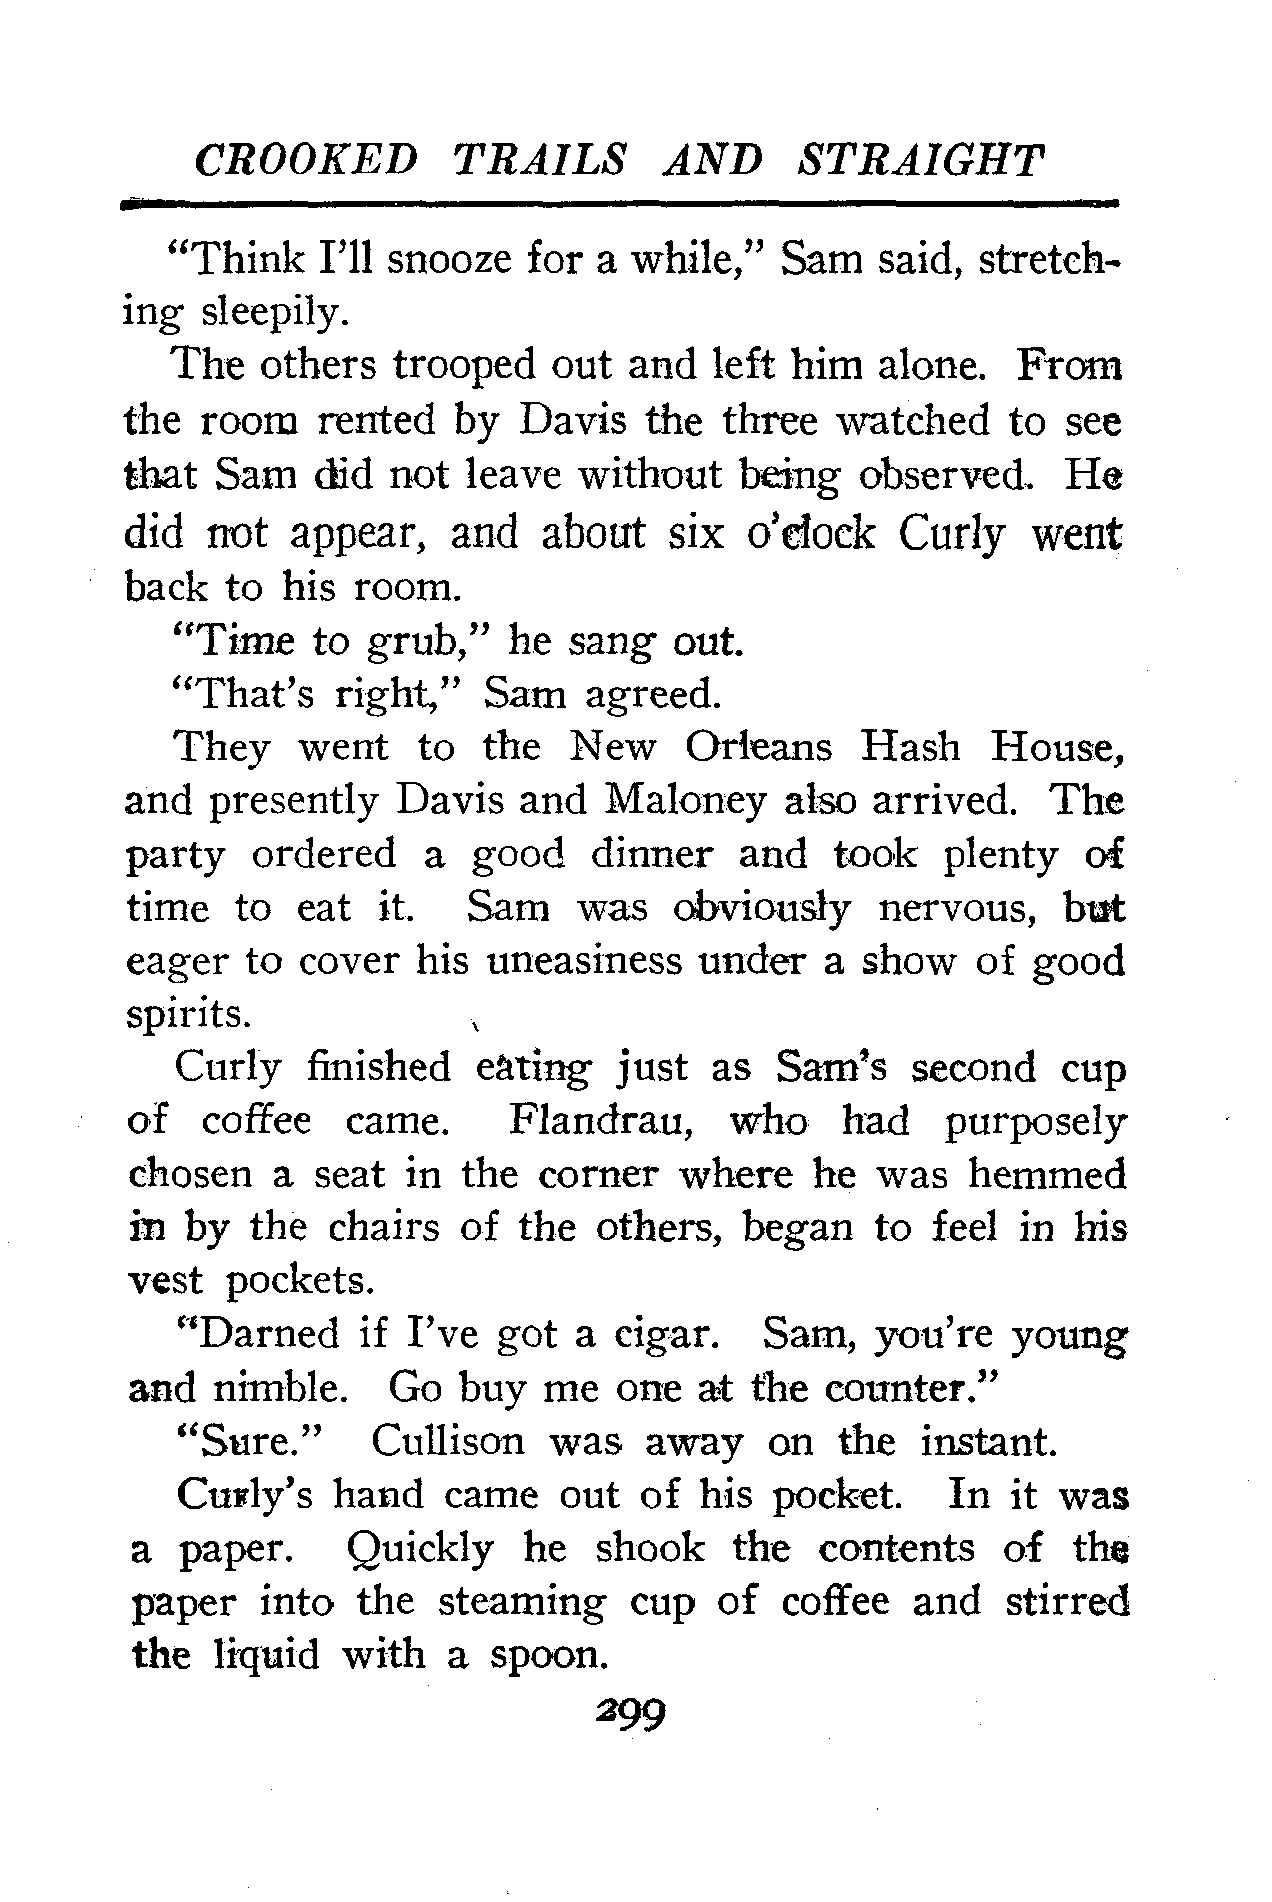 CROOKED TRAILS AND STRAIGHT
“Think I’ll snooze for a while,” Sam said, stretch-
ing sleepily.
The others trooped out and left him alone. From
the room rented by Davis the three watched to see
that Sam did not leave without being observed. He
did not appear, and about six o’clock Curly went
back to his room.
“Time to grub,” he sang out.
“That’s right,” Sam agreed.
They went to the New Orleans Hash House,
and presently Davis and Maloney also arrived. The
party ordered a good dinner and took plenty of
time to eat it. Sam was obviously nervous, but
eager to cover his uneasiness under a show of good
spirits.
Curly finished eating just as Sam’s second cup
of coffee came. Flandrau, who had purposely
chosen a seat in the corner where he was hemmed
in by the chairs of the others, began to feel in his
vest pockets.
“Darned if I’ve got a cigar. Sam, you’re young
and nimble. Go buy me one at the counter.”
“Sure.” Cullison was away on the instant.
Curly’s hand came out of his pocket. In it was
a paper. Quickly he shook the contents of the
paper into the steaming cup of coffee and stirred
the liquid with a spoon.
299